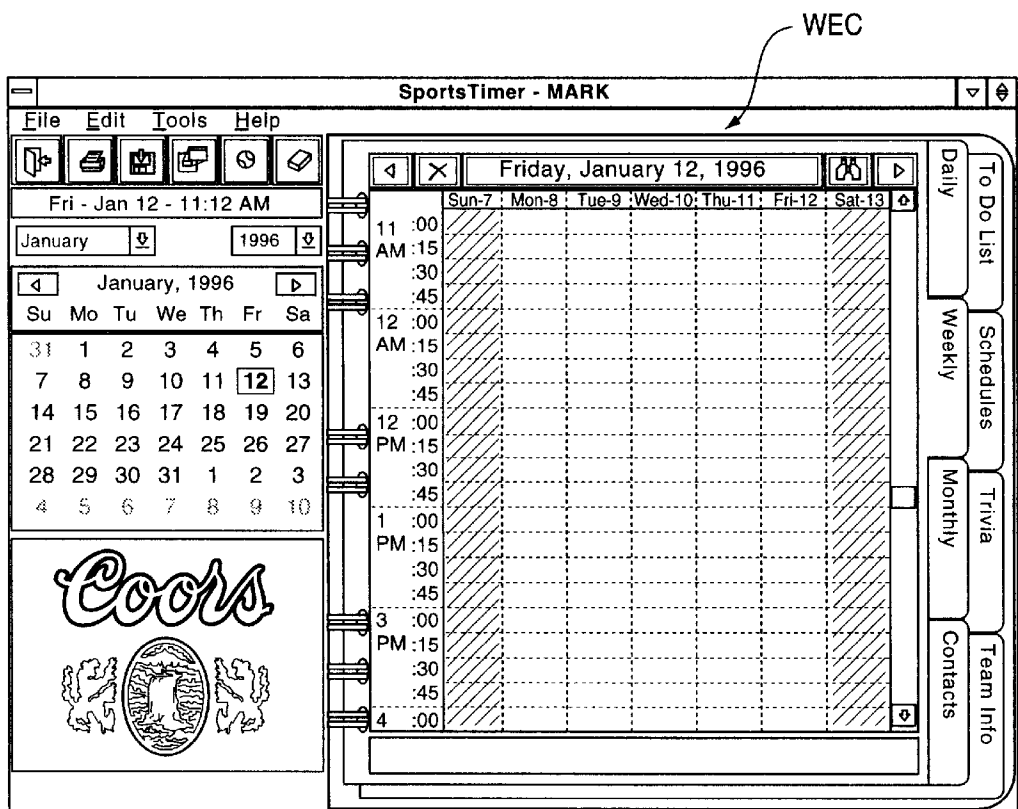 WEC
SportsTimer - MARK
File Edit Tools Help
Fri - Jan 12 - 11:12 AM
January 1996
January, 1996
Su Mo Tu We Th Fr Sa
31 1 2 3 4 5 6
7 8 9 10 11 12 13
14 15 16 17 18 19 20
21 22 23 24 25 26 27
28 29 30 31 1 2 3
4 5 6 7 8 9 10
Coors
Friday, January 12, 1996
Sun-7 Mon-8 Tue-9 Wed-10 Thu-11 Fri-12 Sat-13
11 :00
AM :15
:30
:45
12 :00
AM :15
:30
:45
12 :00
PM :15
:30
:45
1 :00
PM :15
:30
:45
3 :00
PM :15
:30
:45
4 :00
Daily
Weekly
Monthly
Contacts
To Do List
Schedules
Trivia
Team Info